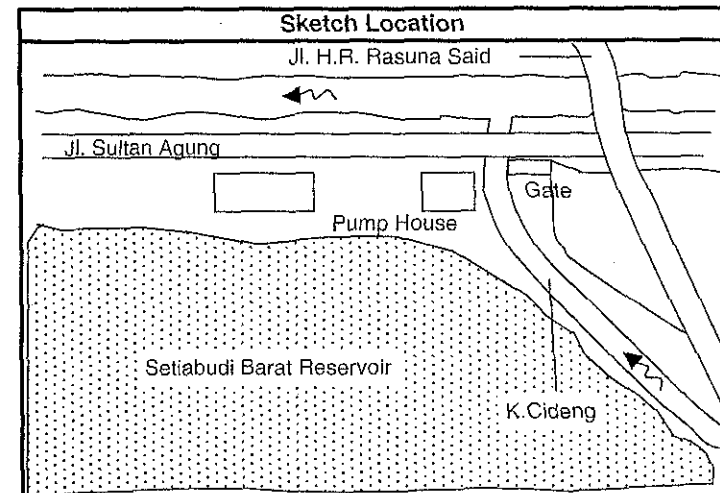 Sketch Location
Jl. H.R. Rasuna Said
Jl. Sultan Agung
Gate
Pump House
Setiabudi Barat Reservoir
K.Cideng